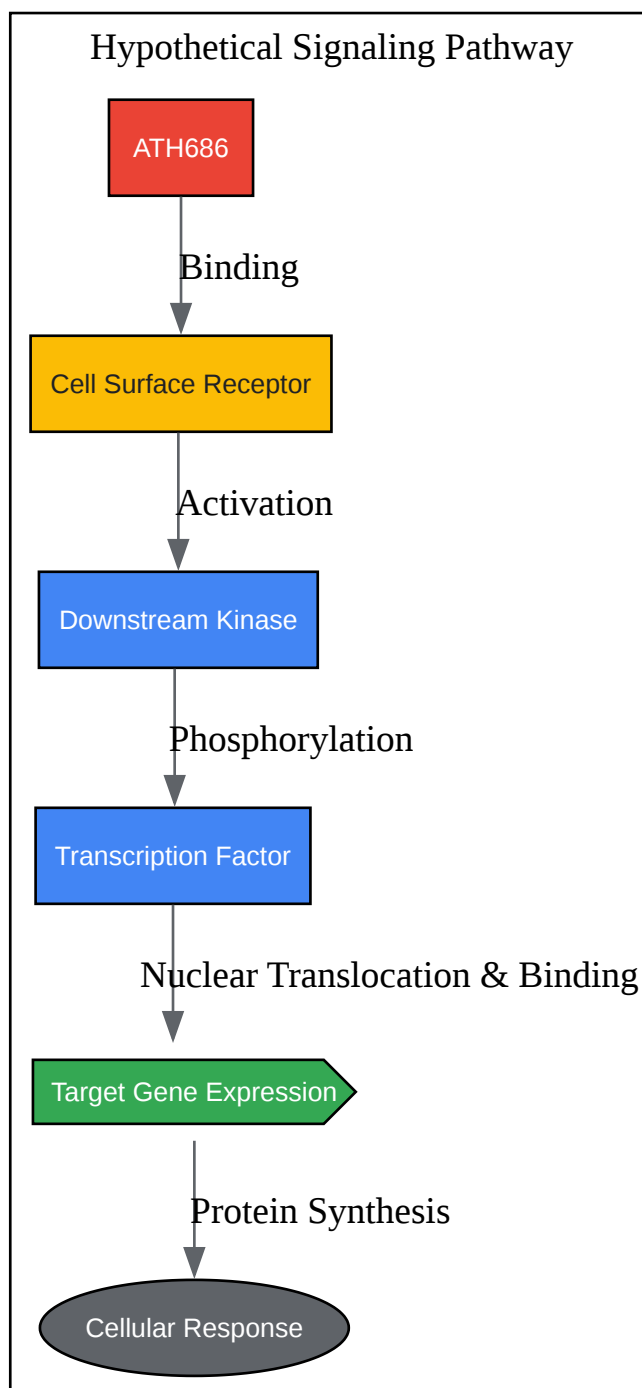 Hypothetical Signaling Pathway
ATH686
Binding
Cell Surface Receptor
Activation
Downstream Kinase
Phosphorylation
Transcription Factor
Nuclear Translocation & Binding
Target Gene Expression
Protein Synthesis
Cellular Response